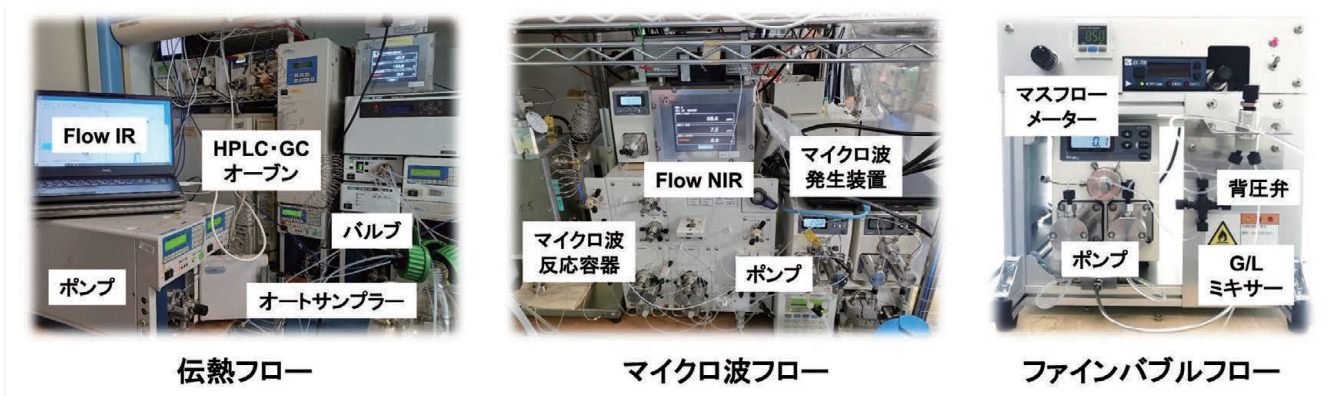 Flow IR
HPLC・GC
オーブン
バルブ
ポンプ
オートサンプラー
伝熱フロー
Flow NIR
マイクロ波
発生装置
マイクロ波
反応容器
ポンプ
マイクロ波フロー
マスフロー
メーター
背圧弁
ポンプ
G/L
ミキサー
ファインバブルフロー